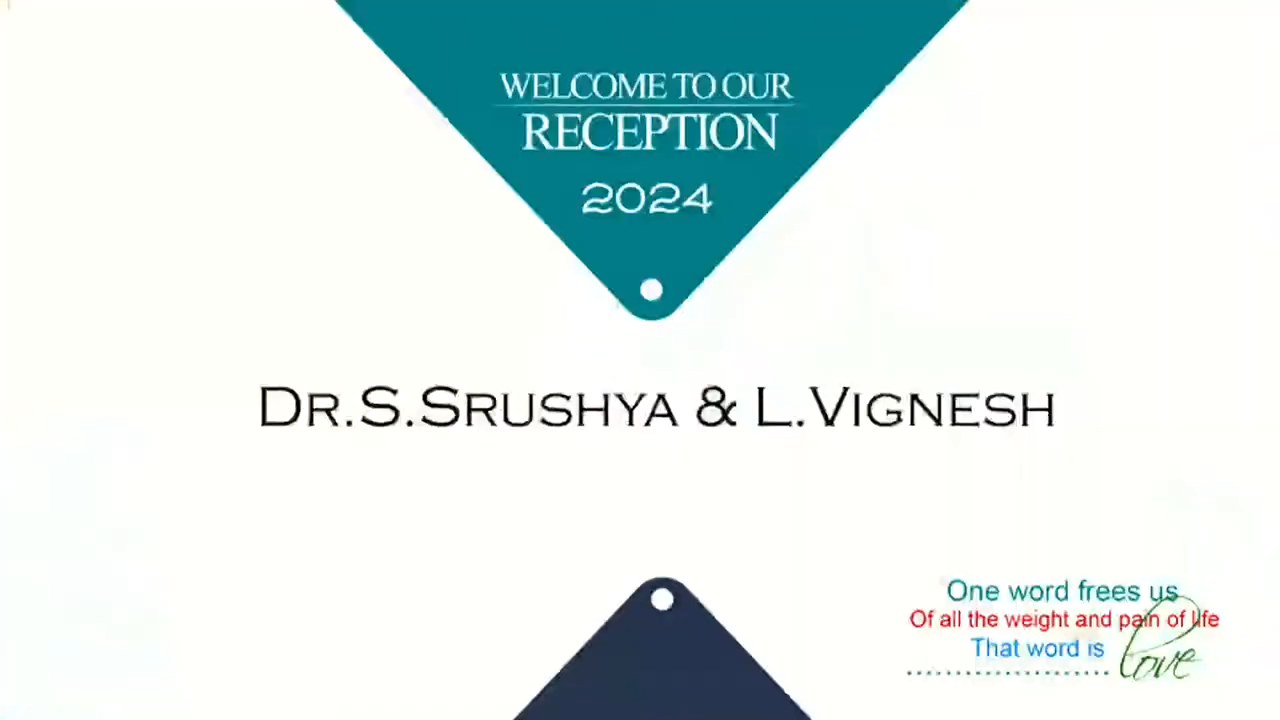 WELCOME TO OUR
RECEPTION
2024
DR.S.SRUSHYA & L.VIGNESH
One word frees us
Of all the weight and pain of life
That word is love